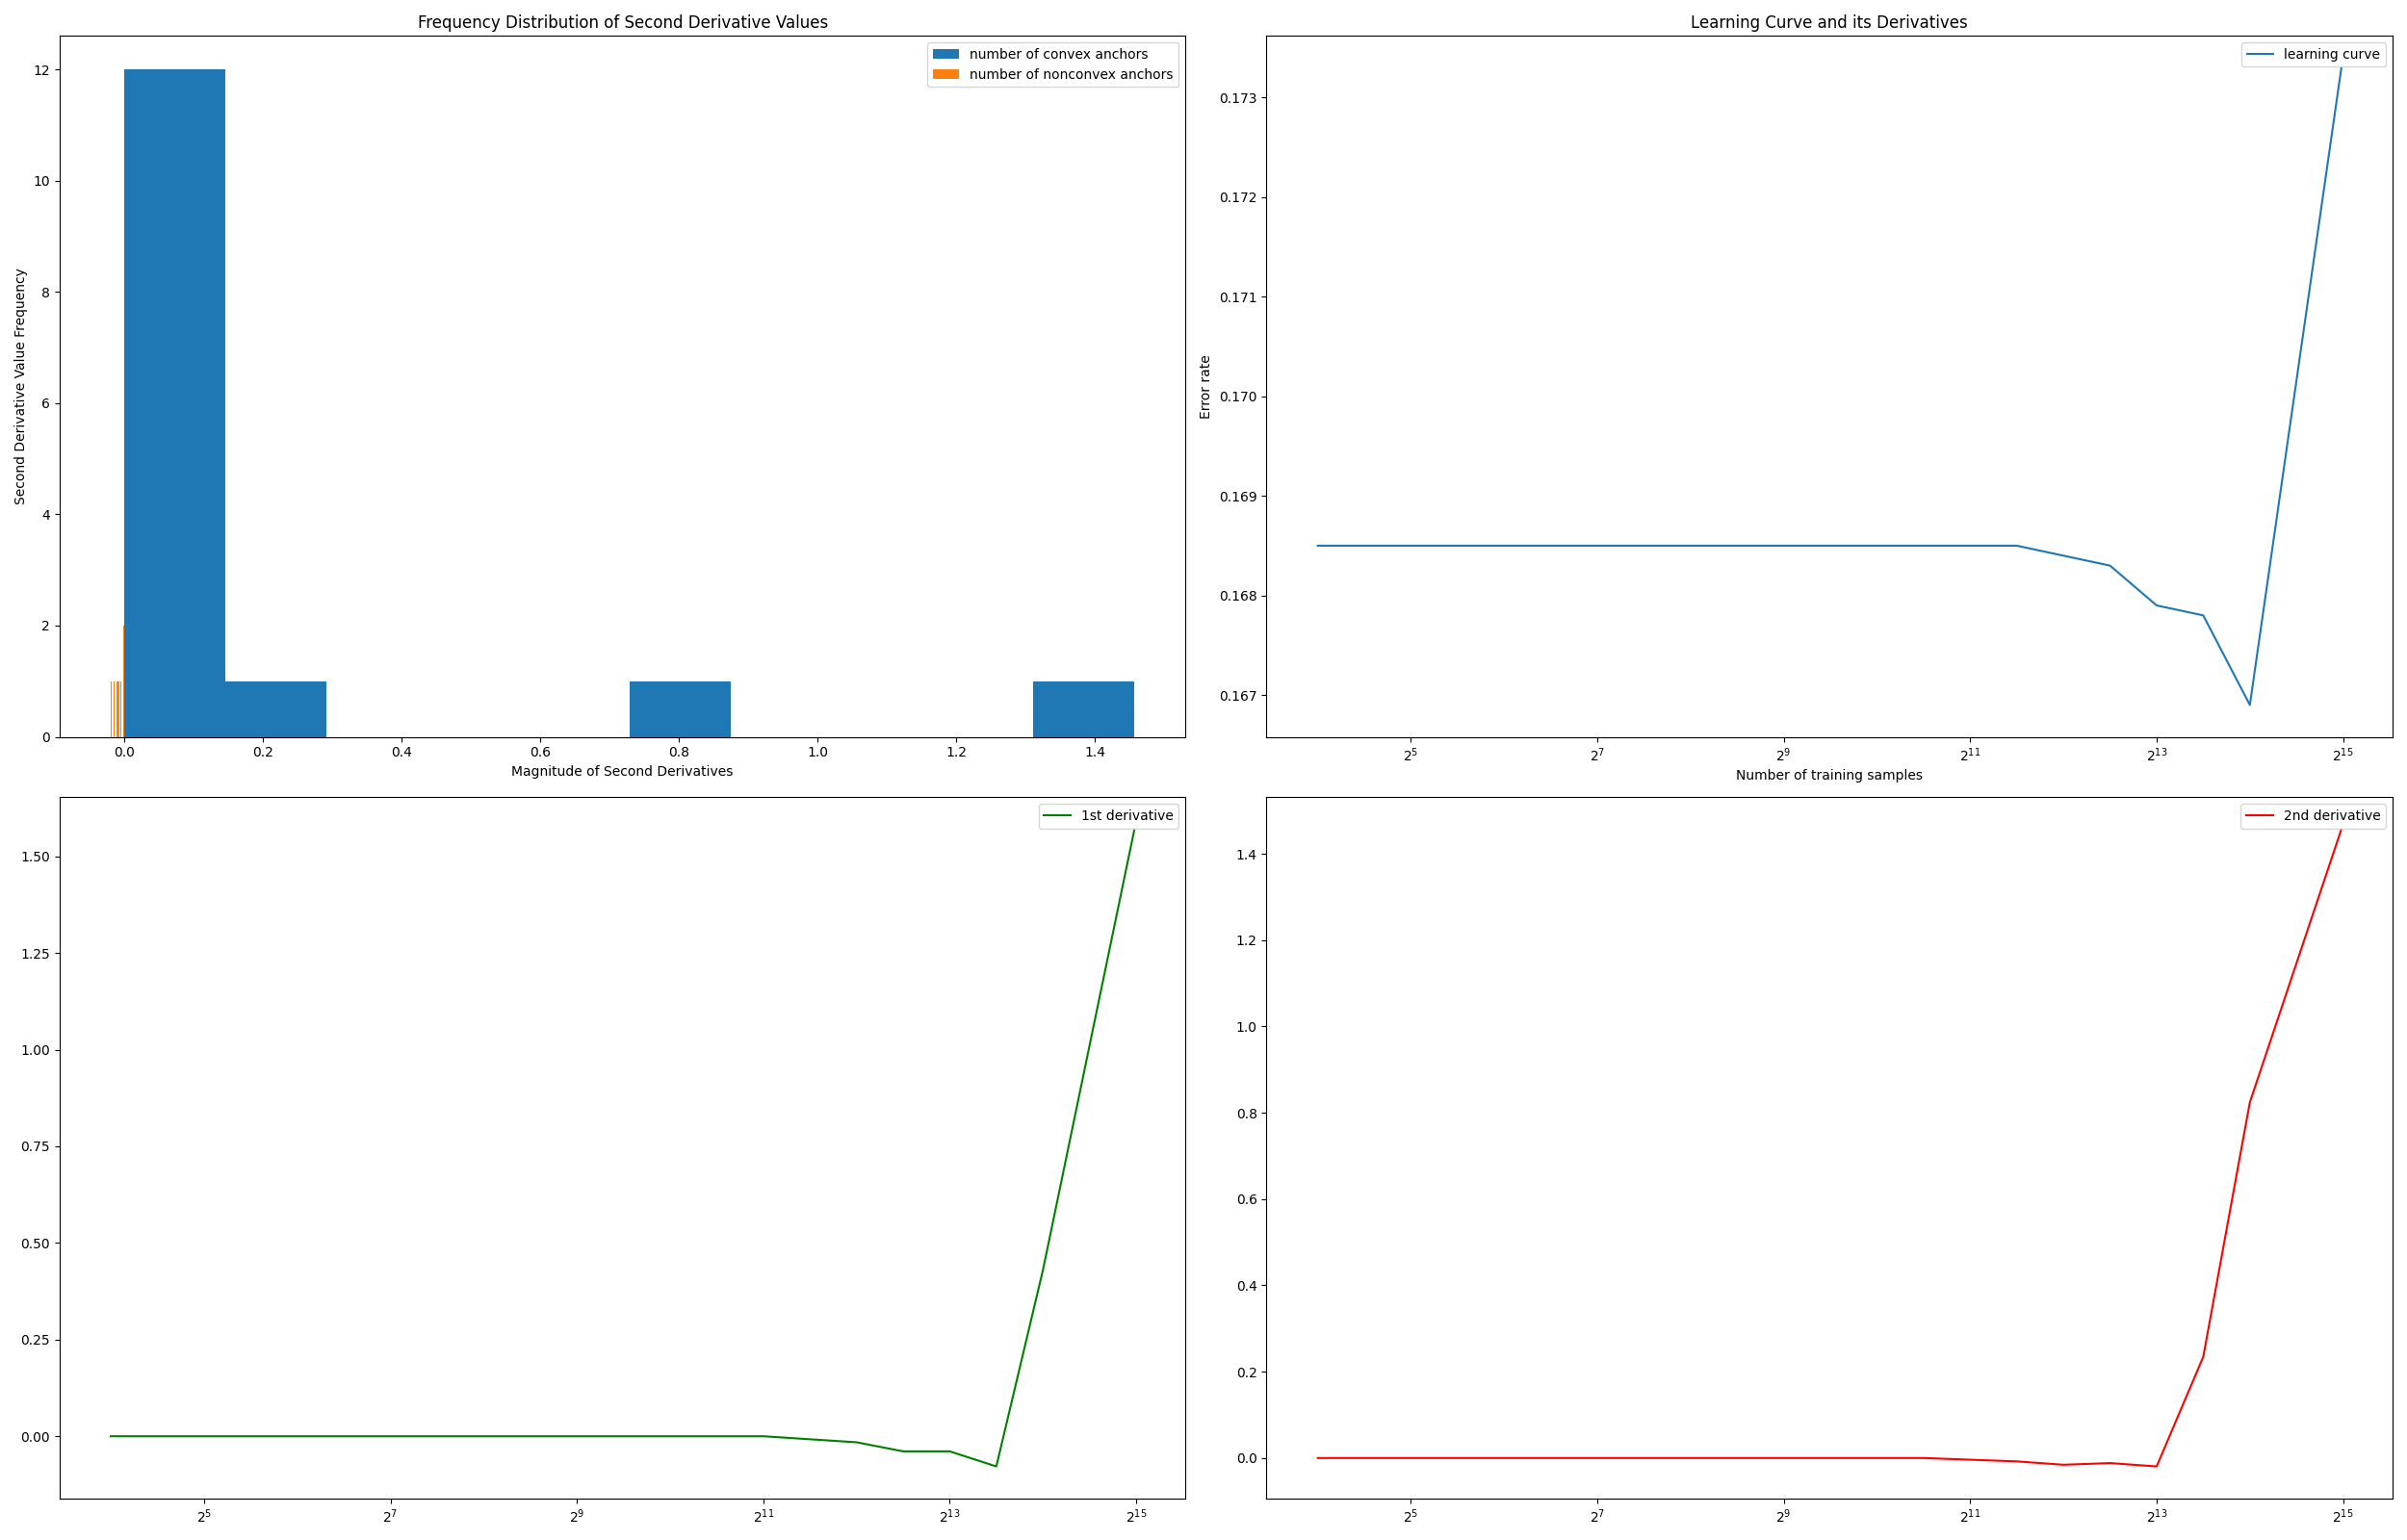 Frequency Distribution of Second Derivative Values
number of convex anchors
number of nonconvex anchors
Second Derivative Value Frequency
12
10
8
6
4
2
0
0.0 0.2 0.4 0.6 0.8 1.0 1.2 1.4
Magnitude of Second Derivatives
Learning Curve and its Derivatives
learning curve
Error rate
0.173
0.172
0.171
0.170
0.169
0.168
0.167
2^5 2^7 2^9 2^11 2^13 2^15
Number of training samples
1st derivative
1.50
1.25
1.00
0.75
0.50
0.25
0.00
2^5 2^7 2^9 2^11 2^13 2^15
2nd derivative
1.4
1.2
1.0
0.8
0.6
0.4
0.2
0.0
2^5 2^7 2^9 2^11 2^13 2^15